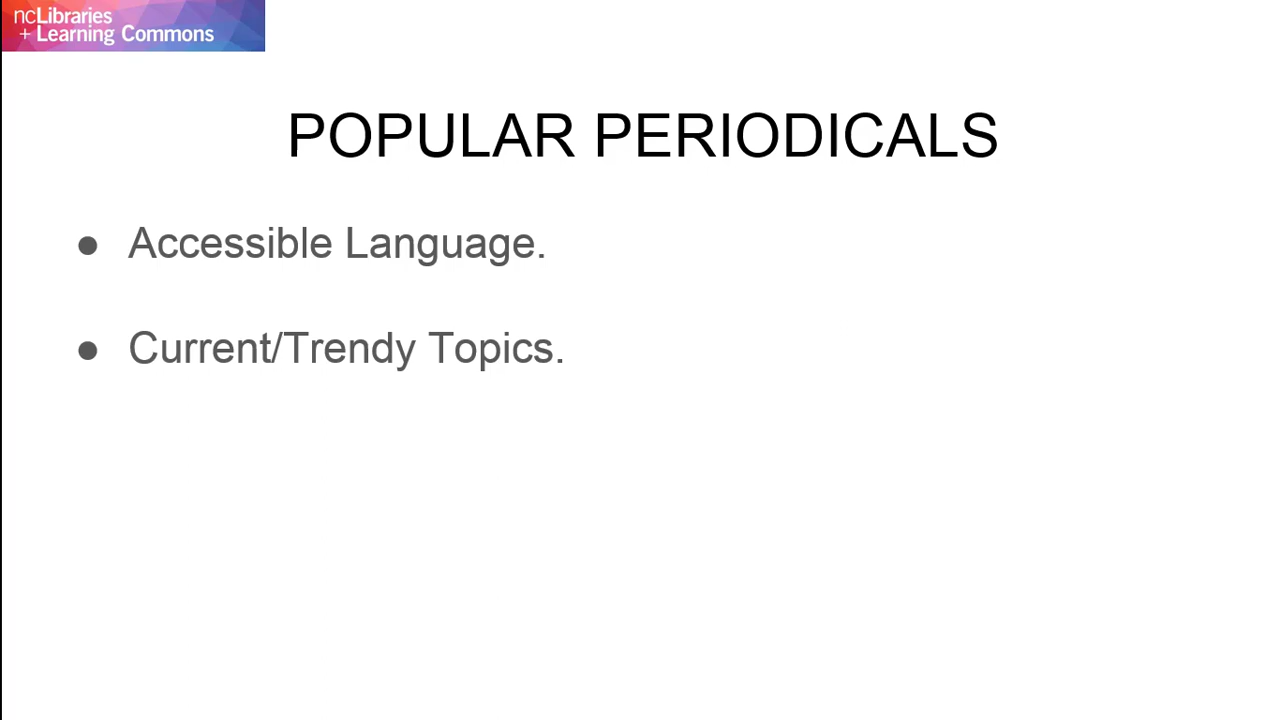 ncLibraries
+ Learning Commons
POPULAR PERIODICALS
● Accessible Language.
● Current/Trendy Topics.